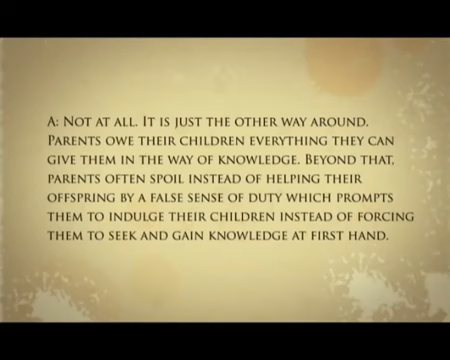 A: Not at all. It is just the other way around.
Parents owe their children everything they can
give them in the way of knowledge. Beyond that,
parents often spoil instead of helping their
offspring by a false sense of duty which prompts
them to indulge their children instead of forcing
them to seek and gain knowledge at first hand.